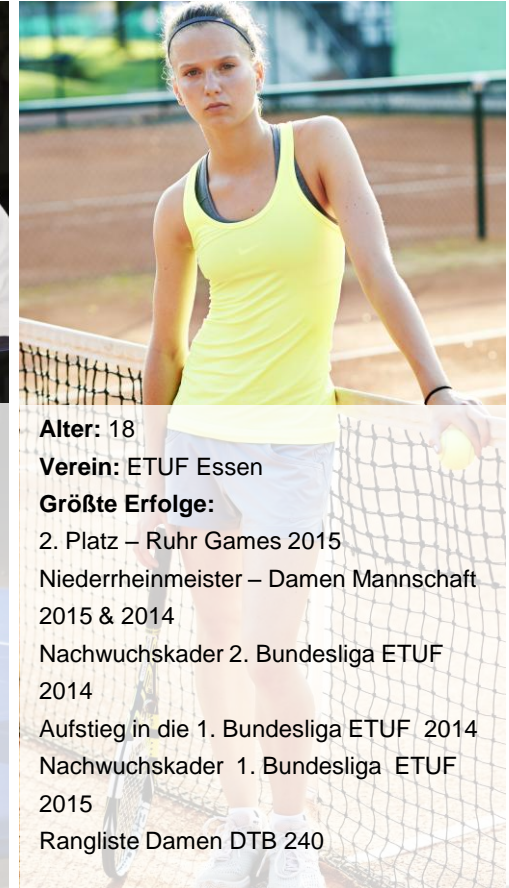 Alter: 18
Verein: ETUF Essen
Größte Erfolge:
2. Platz – Ruhr Games 2015
Niederrheinmeister – Damen Mannschaft
2015 & 2014
Nachwuchskader 2. Bundesliga ETUF
2014
Aufstieg in die 1. Bundesliga ETUF 2014
Nachwuchskader 1. Bundesliga ETUF
2015
Rangliste Damen DTB 240